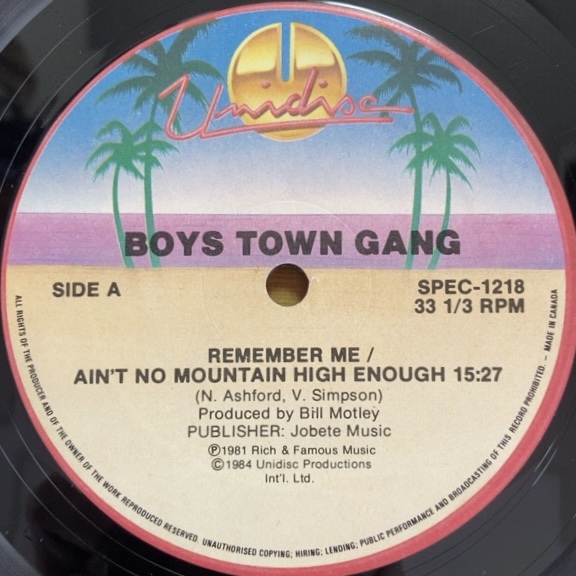 Unidisc
BOYS TOWN GANG
SIDE A
SPEC-1218
33 1/3 RPM
REMEMBER ME /
AIN'T NO MOUNTAIN HIGH ENOUGH 15:27
(N. Ashford, V. Simpson)
Produced by Bill Motley
PUBLISHER: Jobete Music
Ⓟ1981 Rich & Famous Music
©1984 Unidisc Productions
Int'l. Ltd.
ALL RIGHTS OF THE PRODUCER AND OF THE OWNER OF THE WORK REPRODUCED RESERVED. UNAUTHORISED COPYING; HIRING; LENDING; PUBLIC PERFORMANCE AND BROADCASTING OF THIS RECORD PROHIBITED. – MADE IN CANADA